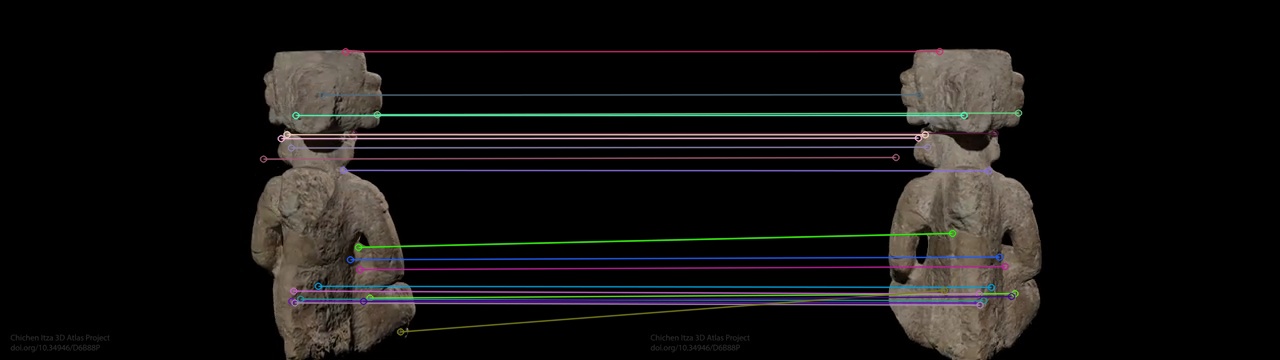 Chichen Itza 3D Atlas Project
doi.org/10.34946/D6B88P
Chichen Itza 3D Atlas Project
doi.org/10.34946/D6B88P